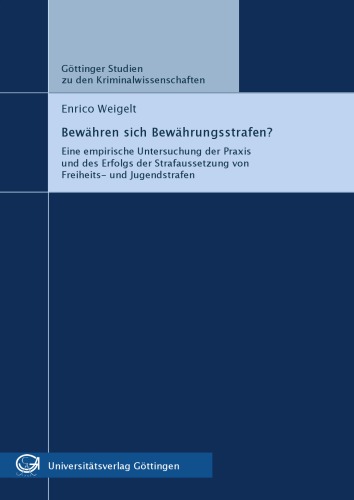 Göttinger Studien
zu den Kriminalwissenschaften
Enrico Weigelt
Bewähren sich Bewährungsstrafen?
Eine empirische Untersuchung der Praxis
und des Erfolgs der Strafaussetzung von
Freiheits- und Jugendstrafen
Universitätsverlag Göttingen